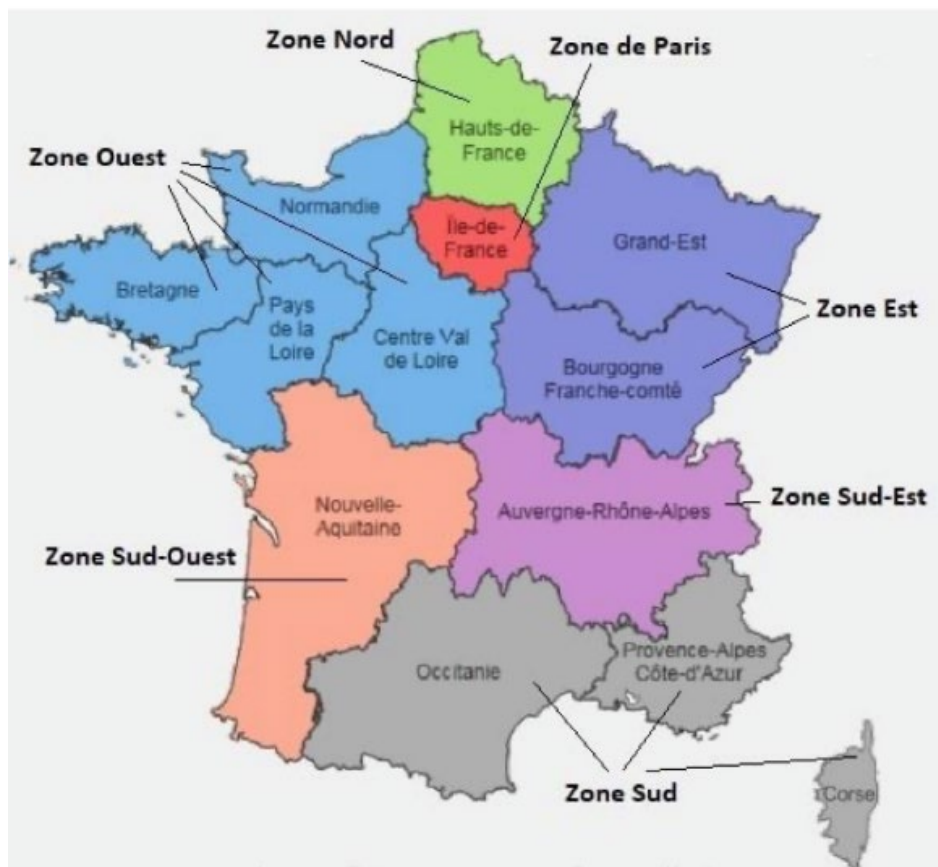 Zone Nord
Zone de Paris
Hauts-de-
France
Zone Ouest
Normandie
Île-de-
France
Grand-Est
Bretagne
Pays
de la
Loire
Centre Val
de Loire
Zone Est
Bourgogne
Franche-comté
Nouvelle-
Aquitaine
Auvergne-Rhône-Alpes
Zone Sud-Est
Zone Sud-Ouest
Occitanie
Provence-Alpes
Côte-d'Azur
Zone Sud
Corse